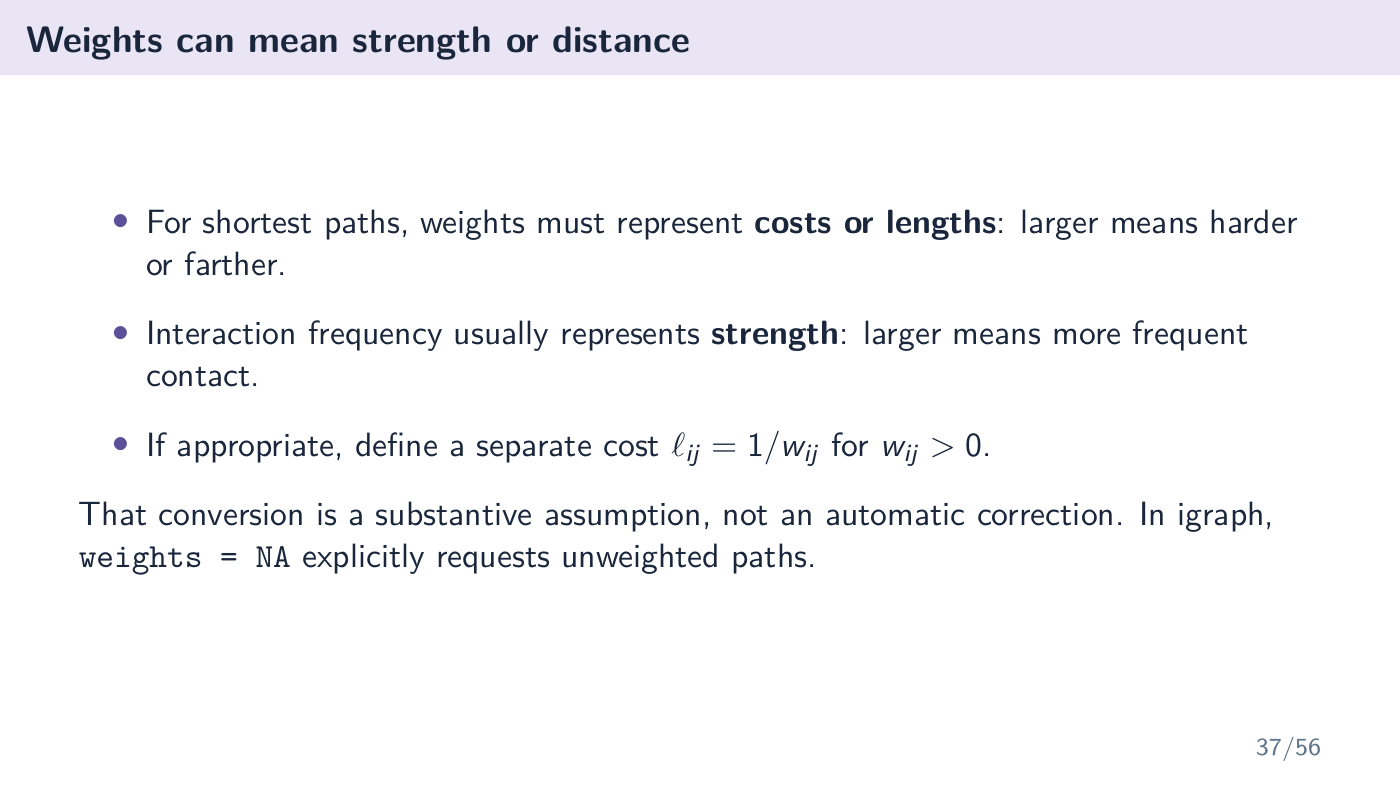 Weights can mean strength or distance
• For shortest paths, weights must represent costs or lengths: larger means harder
or farther.
• Interaction frequency usually represents strength: larger means more frequent
contact.
• If appropriate, define a separate cost ℓij = 1/wij for wij > 0.
That conversion is a substantive assumption, not an automatic correction. In igraph,
weights = NA explicitly requests unweighted paths.
37/56